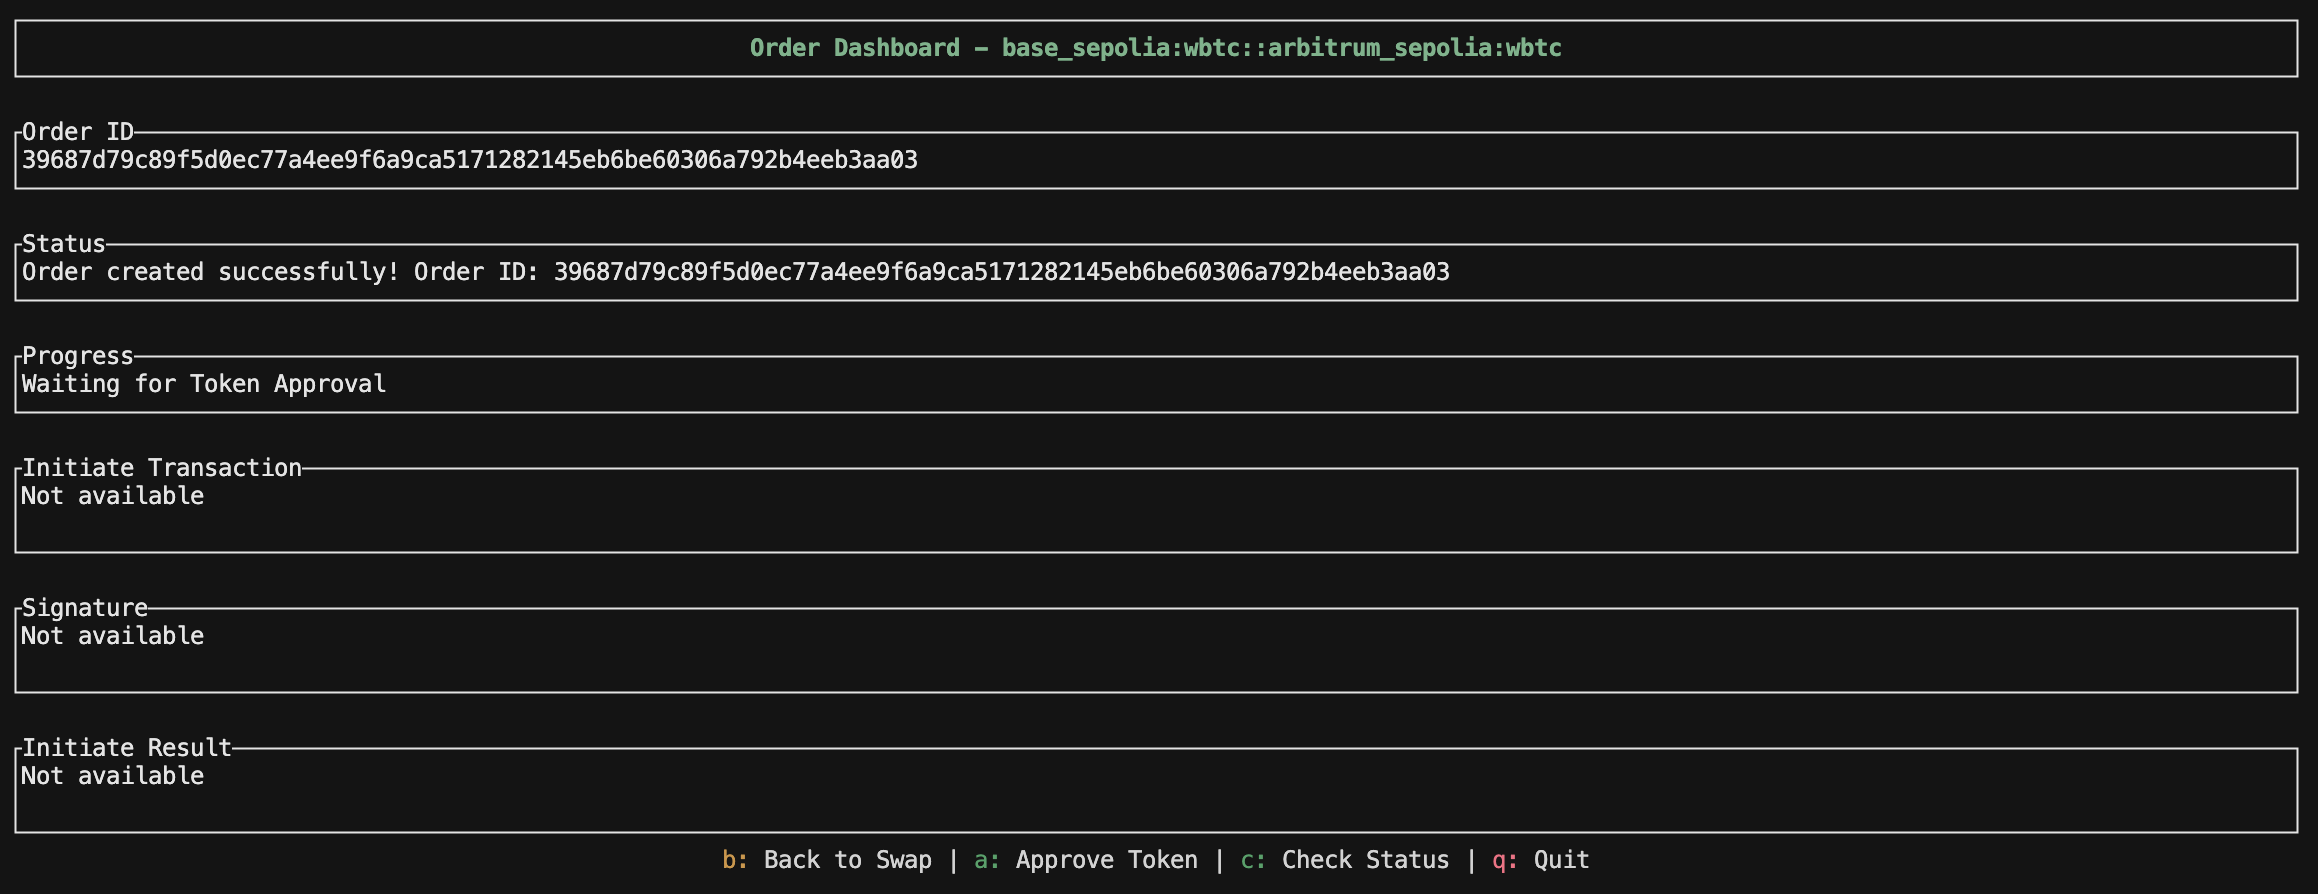 Order Dashboard - base_sepolia:wbtc::arbitrum_sepolia:wbtc
Order ID
39687d79c89f5d0ec77a4ee9f6a9ca5171282145eb6be60306a792b4eeb3aa03
Status
Order created successfully! Order ID: 39687d79c89f5d0ec77a4ee9f6a9ca5171282145eb6be60306a792b4eeb3aa03
Progress
Waiting for Token Approval
Initiate Transaction
Not available
Signature
Not available
Initiate Result
Not available
b: Back to Swap | a: Approve Token | c: Check Status | q: Quit